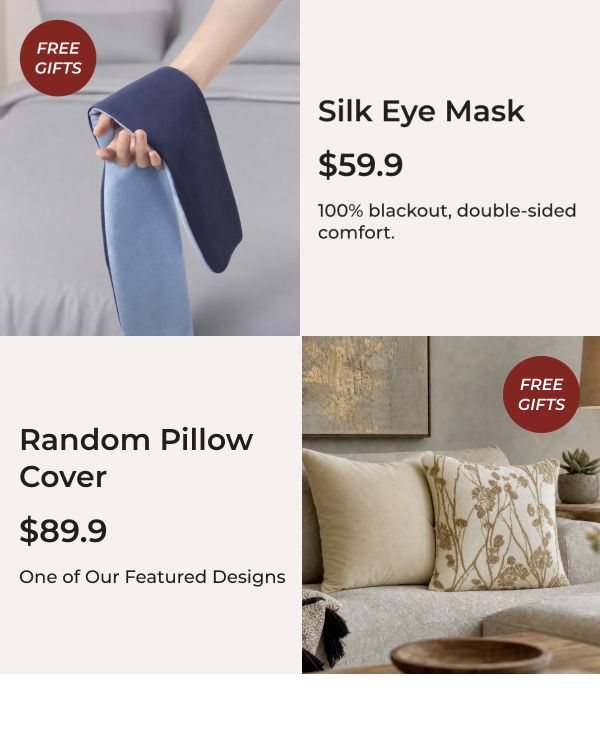 FREE
GIFTS
Silk Eye Mask
$59.9
100% blackout, double-sided
comfort.
FREE
GIFTS
Random Pillow
Cover
$89.9
One of Our Featured Designs